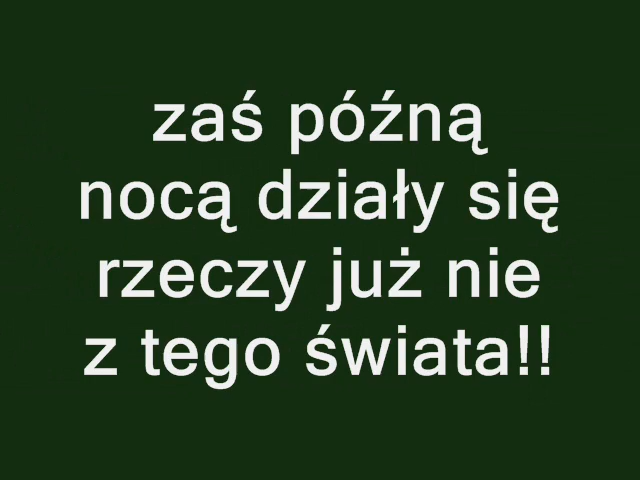 zaś późną
nocą działy się
rzeczy już nie
z tego świata!!